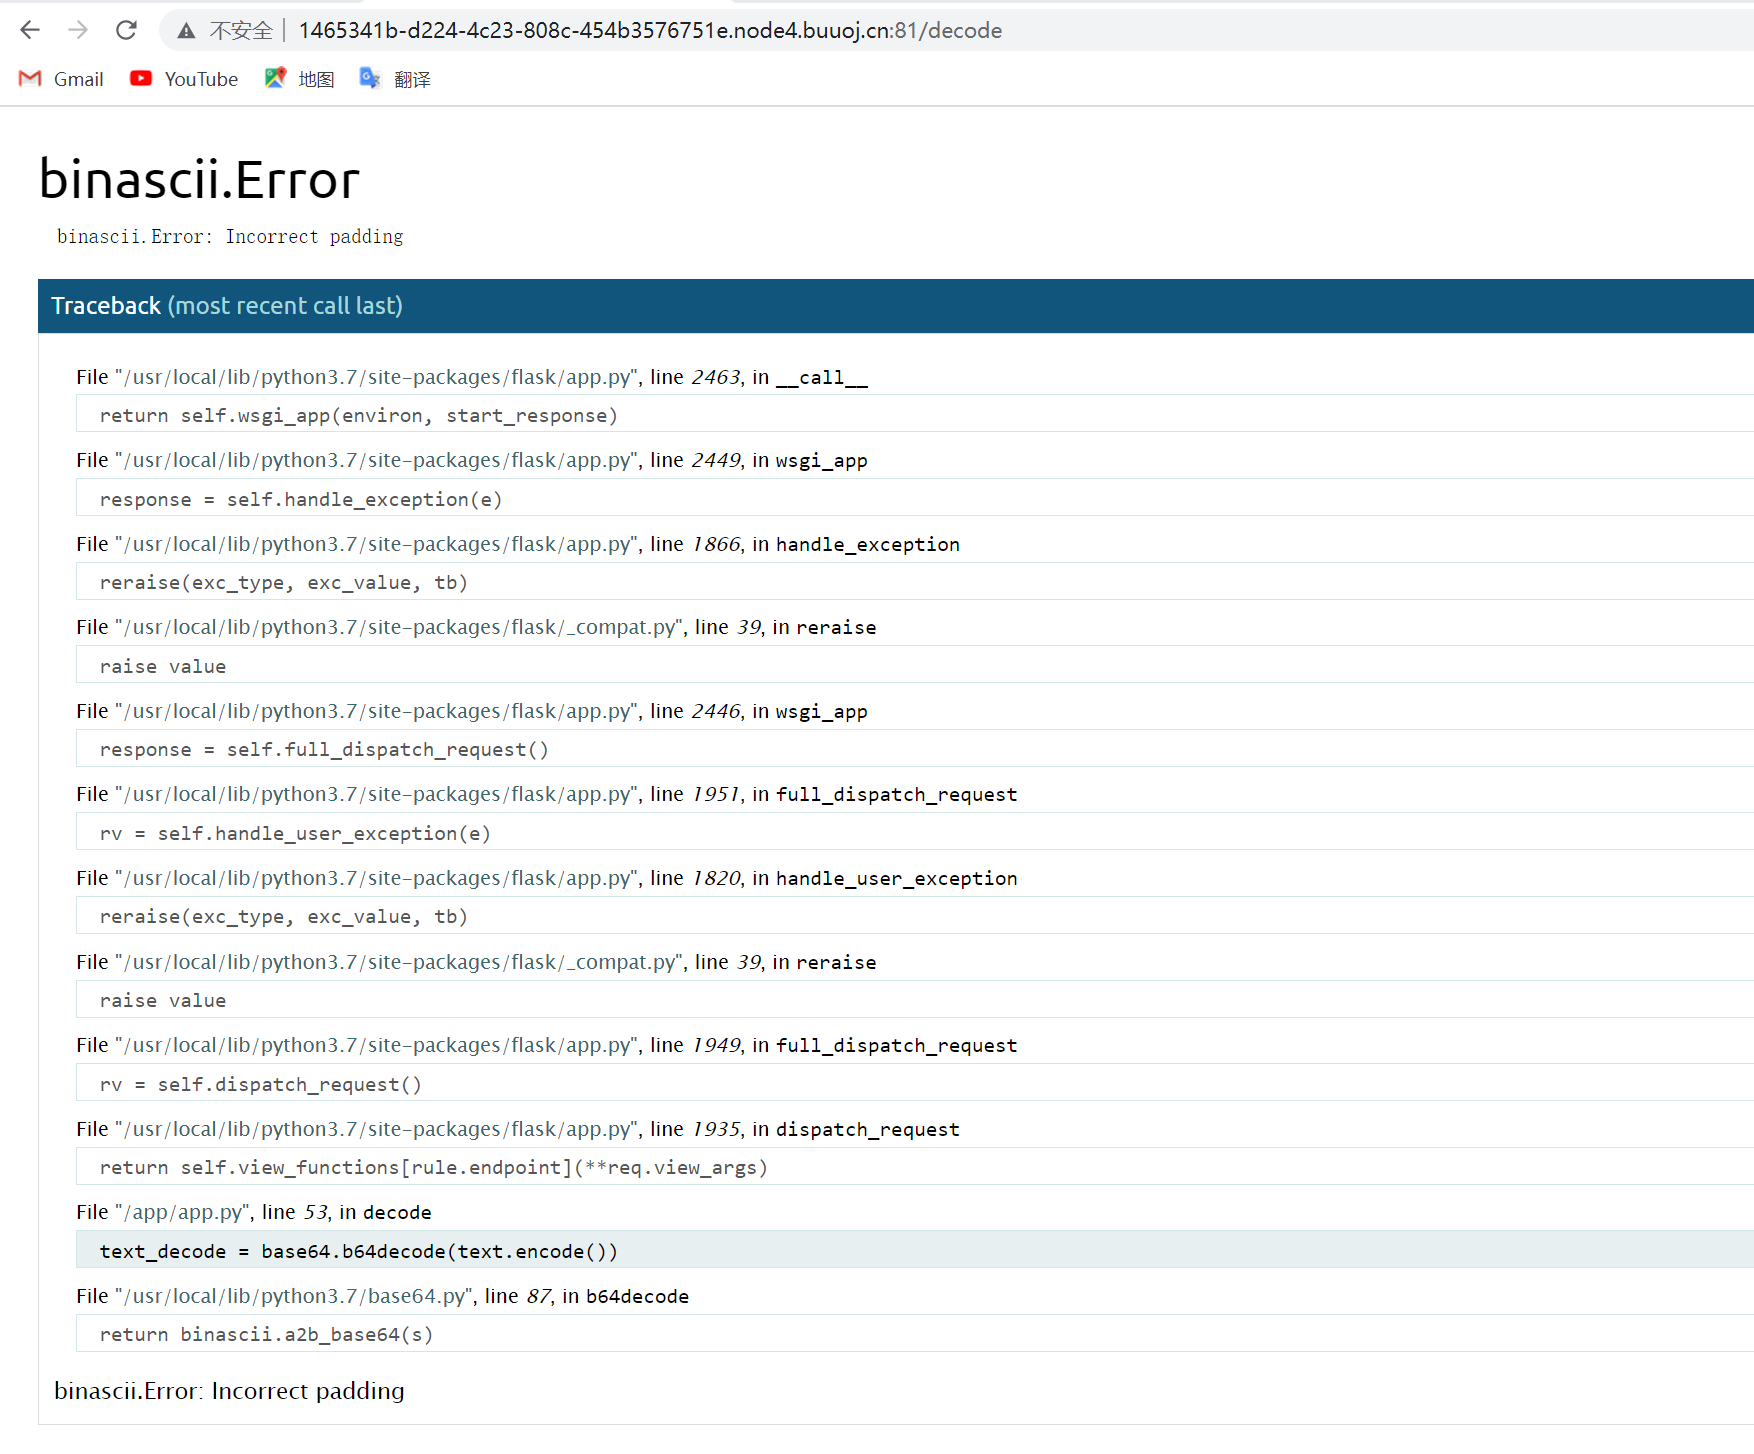 不安全 | 1465341b-d224-4c23-808c-454b3576751e.node4.buuoj.cn:81/decode
Gmail YouTube 地图 翻译
binascii.Error
binascii.Error: Incorrect padding
Traceback (most recent call last)
File "/usr/local/lib/python3.7/site-packages/flask/app.py", line 2463, in __call__
return self.wsgi_app(environ, start_response)
File "/usr/local/lib/python3.7/site-packages/flask/app.py", line 2449, in wsgi_app
response = self.handle_exception(e)
File "/usr/local/lib/python3.7/site-packages/flask/app.py", line 1866, in handle_exception
reraise(exc_type, exc_value, tb)
File "/usr/local/lib/python3.7/site-packages/flask/_compat.py", line 39, in reraise
raise value
File "/usr/local/lib/python3.7/site-packages/flask/app.py", line 2446, in wsgi_app
response = self.full_dispatch_request()
File "/usr/local/lib/python3.7/site-packages/flask/app.py", line 1951, in full_dispatch_request
rv = self.handle_user_exception(e)
File "/usr/local/lib/python3.7/site-packages/flask/app.py", line 1820, in handle_user_exception
reraise(exc_type, exc_value, tb)
File "/usr/local/lib/python3.7/site-packages/flask/_compat.py", line 39, in reraise
raise value
File "/usr/local/lib/python3.7/site-packages/flask/app.py", line 1949, in full_dispatch_request
rv = self.dispatch_request()
File "/usr/local/lib/python3.7/site-packages/flask/app.py", line 1935, in dispatch_request
return self.view_functions[rule.endpoint](**req.view_args)
File "/app/app.py", line 53, in decode
text_decode = base64.b64decode(text.encode())
File "/usr/local/lib/python3.7/base64.py", line 87, in b64decode
return binascii.a2b_base64(s)
binascii.Error: Incorrect padding